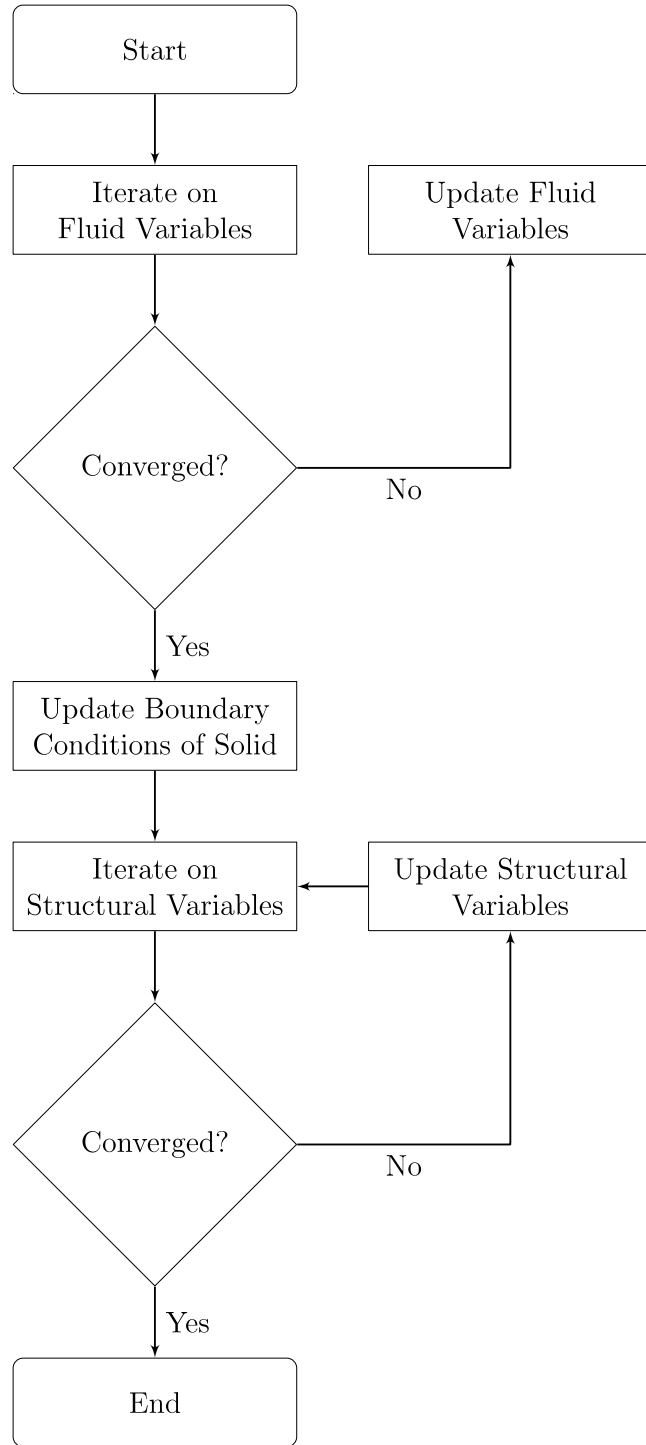 Start
Iterate on
Fluid Variables
Update Fluid
Variables
Converged?
No
Yes
Update Boundary
Conditions of Solid
Iterate on
Structural Variables
Update Structural
Variables
Converged?
No
Yes
End